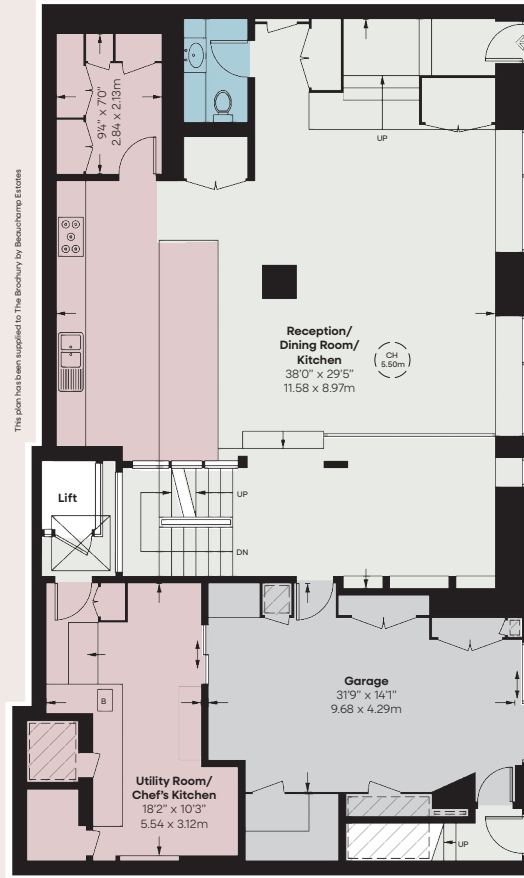 9'4" x 7'0"
2.84 x 2.13m
UP
This plan has been supplied to The Brochury by Beauchamp Estates
Reception/
Dining Room/
Kitchen
38'0" x 29'5"
11.58 x 8.97m
CH
5.50m
Lift
UP
DN
B
Garage
31'9" x 14'1"
9.68 x 4.29m
Utility Room/
Chef's Kitchen
18'2" x 10'3"
5.54 x 3.12m
UP